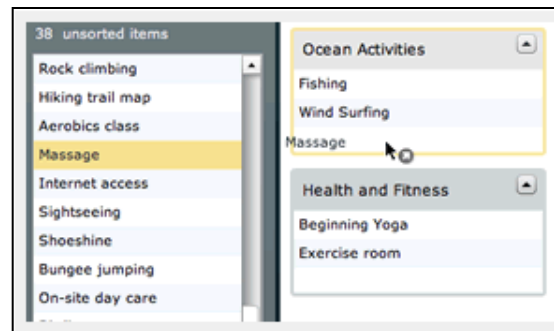 38 unsorted items
Rock climbing
Hiking trail map
Aerobics class
Massage
Internet access
Sightseeing
Shoeshine
Bungee jumping
On-site day care
Ocean Activities
Fishing
Wind Surfing
Massage
Health and Fitness
Beginning Yoga
Exercise room